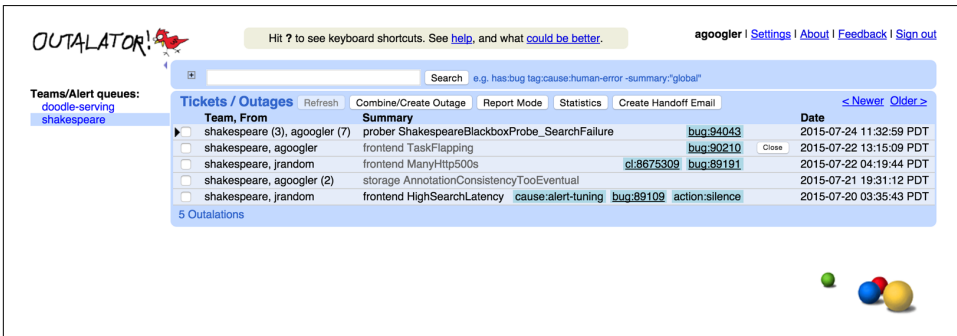 OUTALATOR!
Hit ? to see keyboard shortcuts. See help, and what could be better.
agoogler | Settings | About | Feedback | Sign out
Search e.g. has:bug tag:cause:human-error -summary:"global"
Teams/Alert queues:
doodle-serving
shakespeare
Tickets / Outages Refresh Combine/Create Outage Report Mode Statistics Create Handoff Email < Newer Older >
Team, From Summary Date
shakespeare (3), agoogler (7) prober ShakespeareBlackboxProbe_SearchFailure bug:94043 2015-07-24 11:32:59 PDT
shakespeare, agoogler frontend TaskFlapping bug:90210 Close 2015-07-22 13:15:09 PDT
shakespeare, jrandom frontend ManyHttp500s cl:8675309 bug:89191 2015-07-22 04:19:44 PDT
shakespeare, agoogler (2) storage AnnotationConsistencyTooEventual 2015-07-21 19:31:12 PDT
shakespeare, jrandom frontend HighSearchLatency cause:alert-tuning bug:89109 action:silence 2015-07-20 03:35:43 PDT
5 Outalations